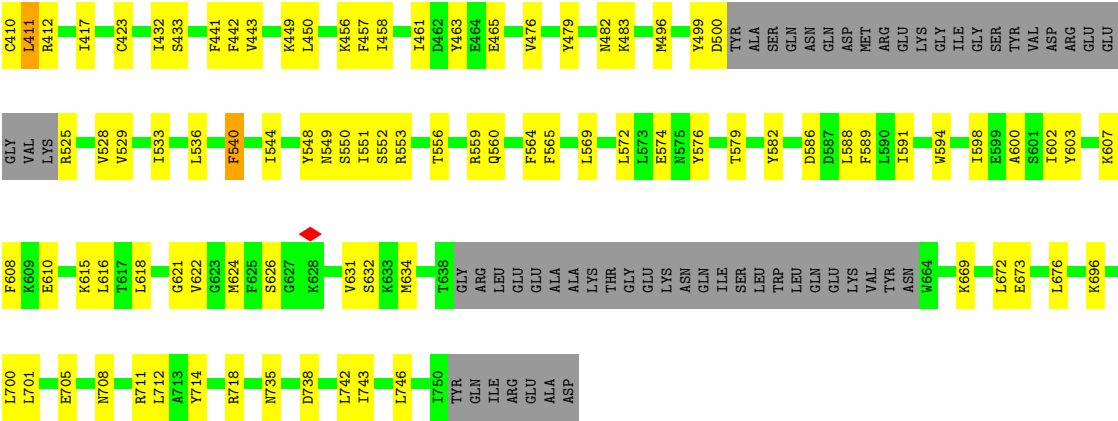 C410 L411 R412 I417 C423 I432 S433 F441 F442 V443 K449 L450 K456 F457 I458 I461 D462 Y463 E464 E465 V476 Y479 N482 K483 M496 Y499 D500 TYR ALA SER GLN ASN GLN ASP MET ARG GLU LYS GLY ILE GLY SER TYR VAL ASP ARG GLU GLU
GLY VAL LYS R525 V528 V529 I533 L536 F540 I544 Y548 N549 S550 I551 S552 R553 T556 R559 Q560 F564 F565 L569 L572 L573 E574 N575 Y576 T579 Y582 D586 D587 L588 F589 L590 I591 W594 I598 E599 A600 S601 I602 Y603 K607
F608 K609 E610 K615 L616 T617 L618 G621 V622 G623 M624 F625 S626 G627 K628 V631 S632 K633 M634 T638 GLY ARG LEU GLU GLU ALA ALA LYS THR GLY GLU LYS ASN GLN ILE SER LEU TRP LEU GLN GLU LYS VAL TYR ASN W664 K669 L672 E673 L676 K696
L700 L701 E705 N708 R711 L712 A713 Y714 R718 N735 D738 L742 I743 L746 I750 TYR GLN ILE ARG GLU ALA ASP